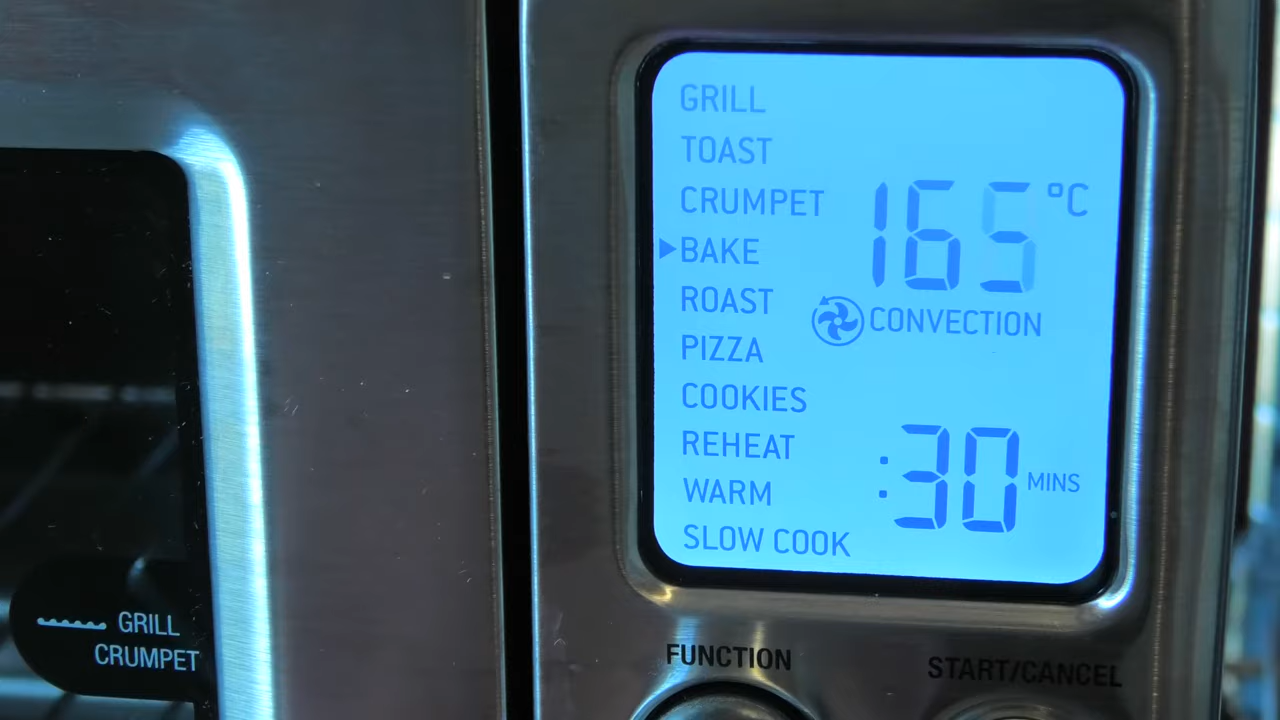 GRILL
TOAST
CRUMPET
165 °C
BAKE
ROAST
CONVECTION
PIZZA
COOKIES
REHEAT
:30 MINS
WARM
SLOW COOK
GRILL
CRUMPET
FUNCTION
START/CANCEL